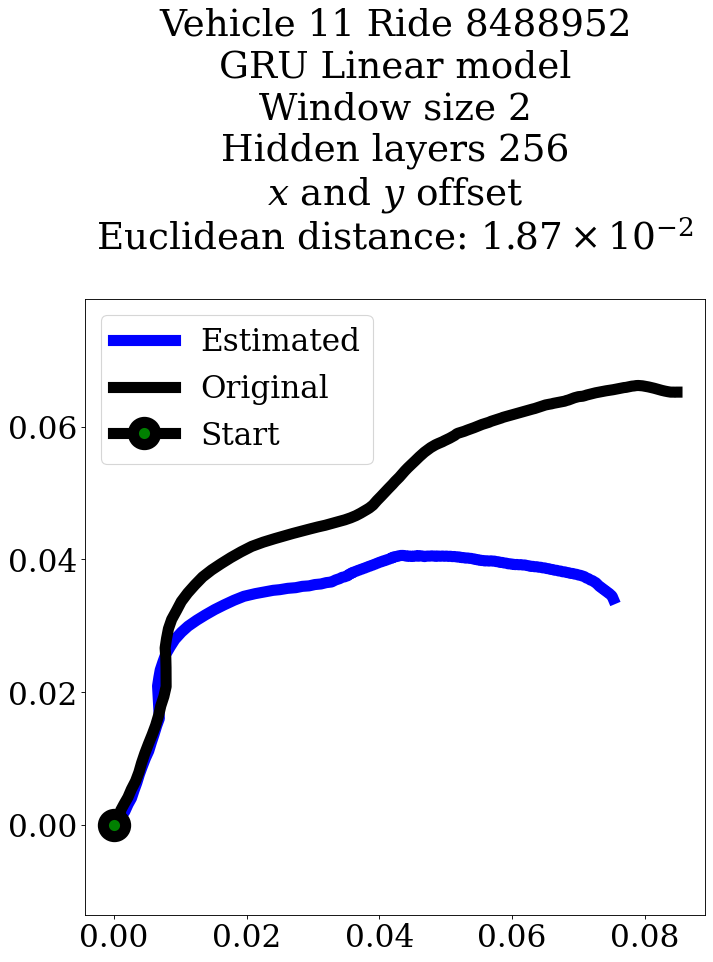 Vehicle 11 Ride 8488952
GRU Linear model
Window size 2
Hidden layers 256
x and y offset
Euclidean distance: 1.87 × 10⁻²
Estimated
Original
Start
0.06
0.04
0.02
0.00
0.00 0.02 0.04 0.06 0.08